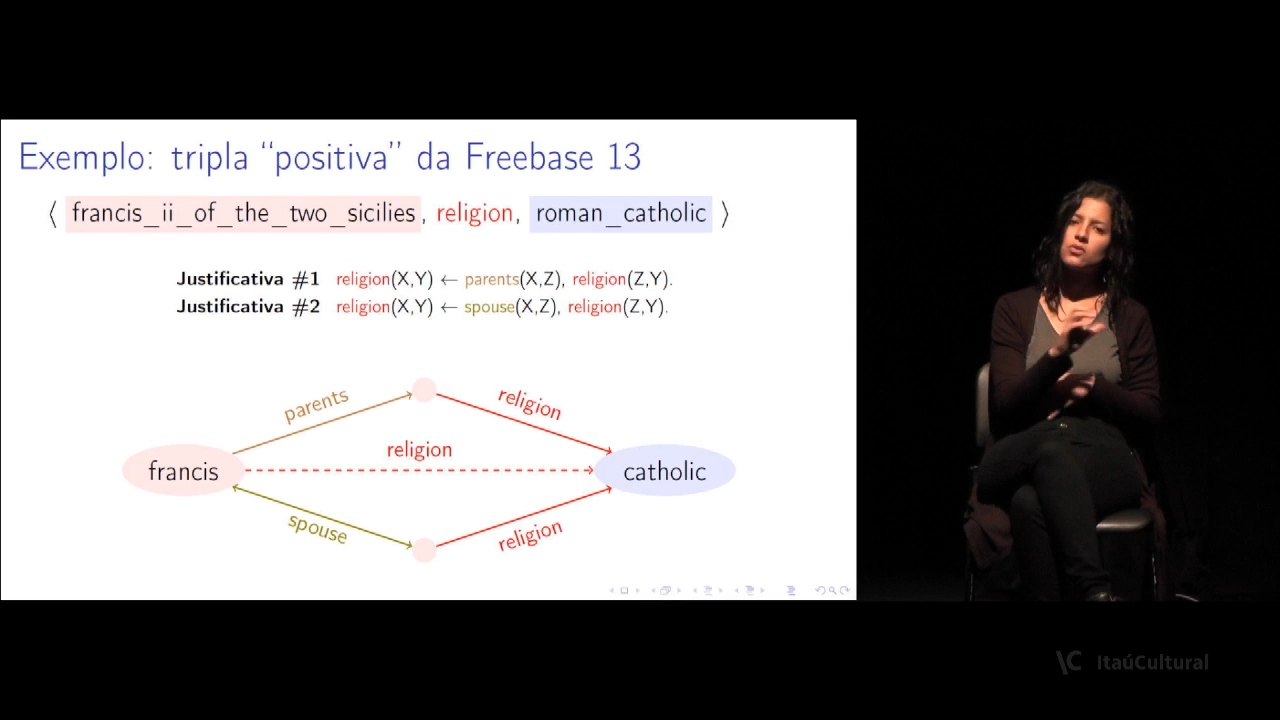 Exemplo: tripla “positiva” da Freebase 13
⟨ francis_ii_of_the_two_sicilies, religion, roman_catholic ⟩
Justificativa #1 religion(X,Y) ← parents(X,Z), religion(Z,Y).
Justificativa #2 religion(X,Y) ← spouse(X,Z), religion(Z,Y).
parents
religion
religion
francis
catholic
spouse
religion
ItaúCultural